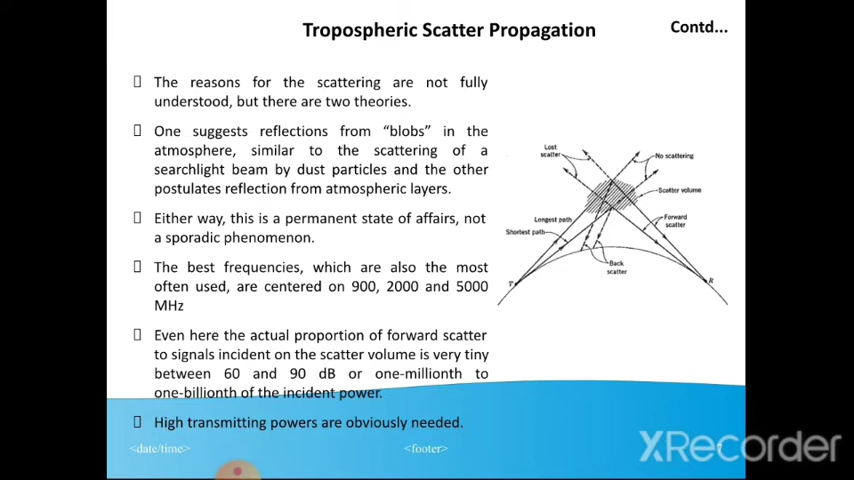 Tropospheric Scatter Propagation
Contd...
The reasons for the scattering are not fully
understood, but there are two theories.
One suggests reflections from “blobs” in the
atmosphere, similar to the scattering of a
searchlight beam by dust particles and the other
postulates reflection from atmospheric layers.
Either way, this is a permanent state of affairs, not
a sporadic phenomenon.
The best frequencies, which are also the most
often used, are centered on 900, 2000 and 5000
MHz
Even here the actual proportion of forward scatter
to signals incident on the scatter volume is very tiny
between 60 and 90 dB or one-millionth to
one-billionth of the incident power.
High transmitting powers are obviously needed.
Lost
scatter
No scattering
Scatter volume
Longest path
Shortest path
Forward
scatter
Back
scatter
T
R
<date/time>
<footer>
7
XRecorder